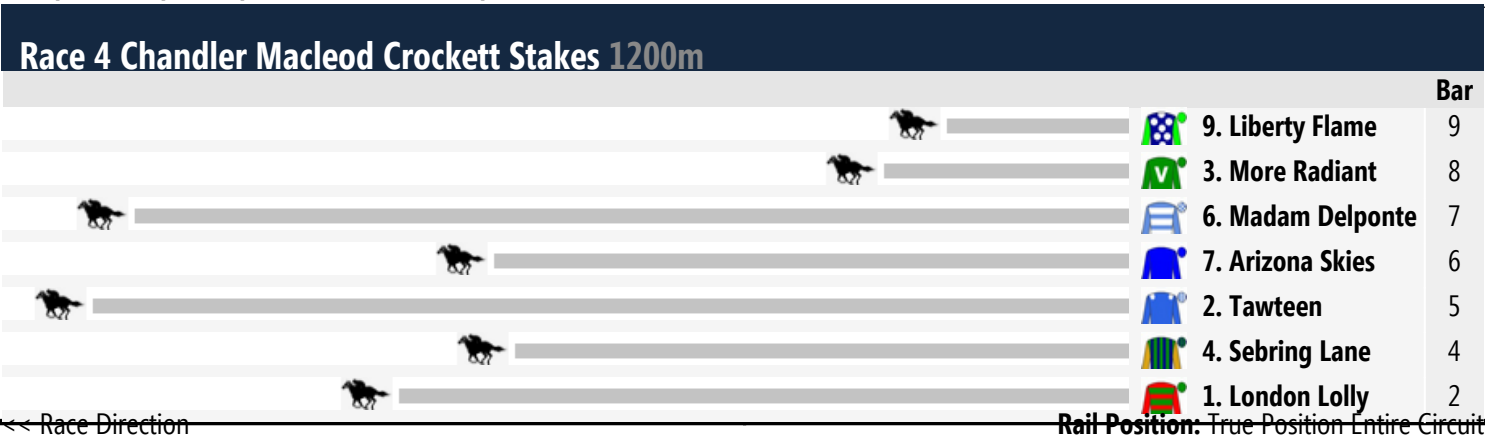 Race 4 Chandler Macleod Crockett Stakes 1200m
Bar
9. Liberty Flame 9
3. More Radiant 8
V
6. Madam Delponte 7
7. Arizona Skies 6
2. Tawteen 5
4. Sebring Lane 4
1. London Lolly 2
<< Race Direction Rail Position: True Position Entire Circuit